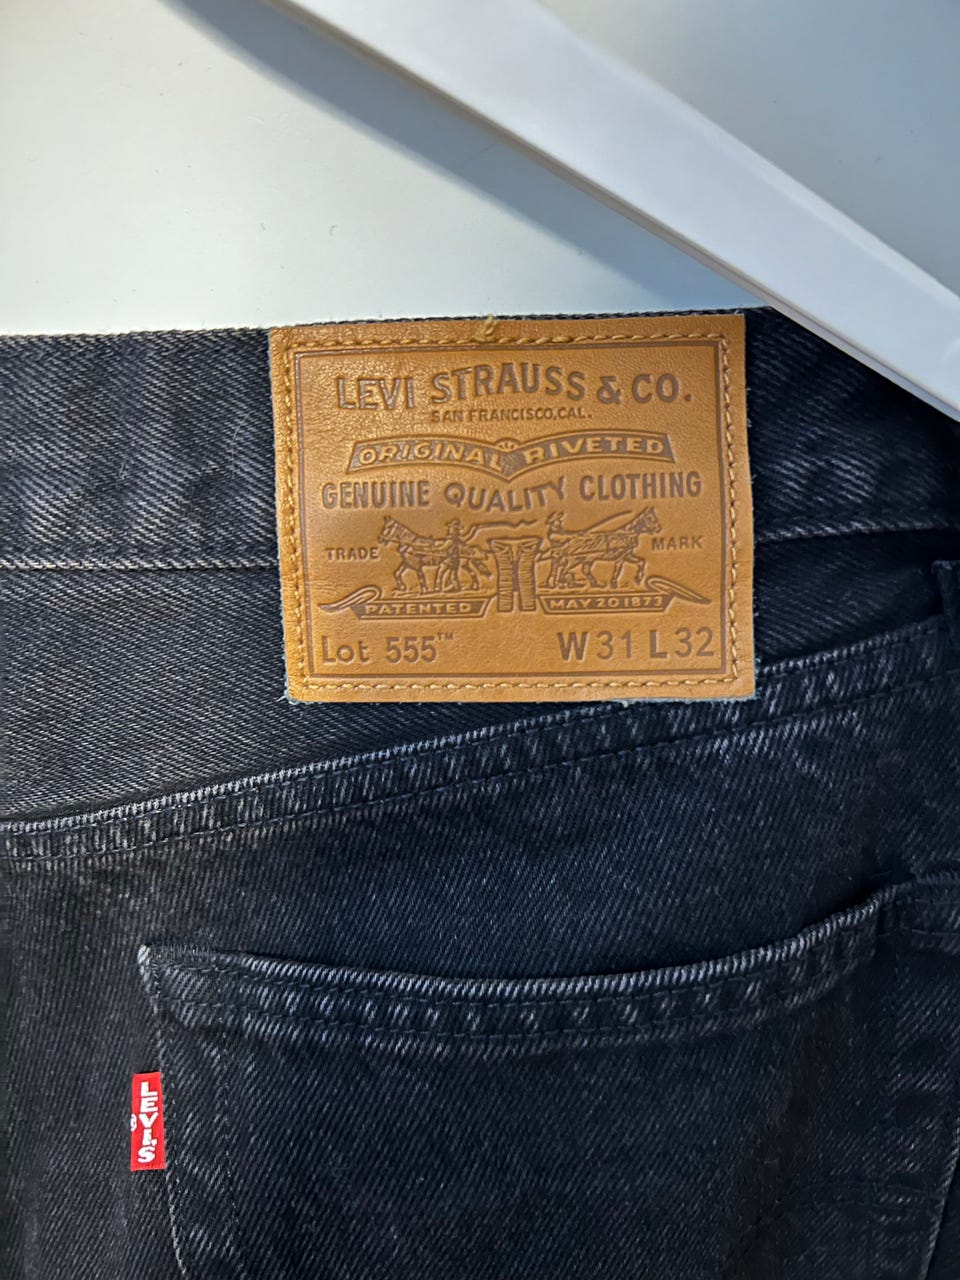 LEVI STRAUSS & CO.
SAN FRANCISCO, CAL.
ORIGINAL RIVETED
GENUINE QUALITY CLOTHING
TRADE MARK
PATENTED MAY 20 1873
Lot 555™ W31 L32
LEVI'S
®